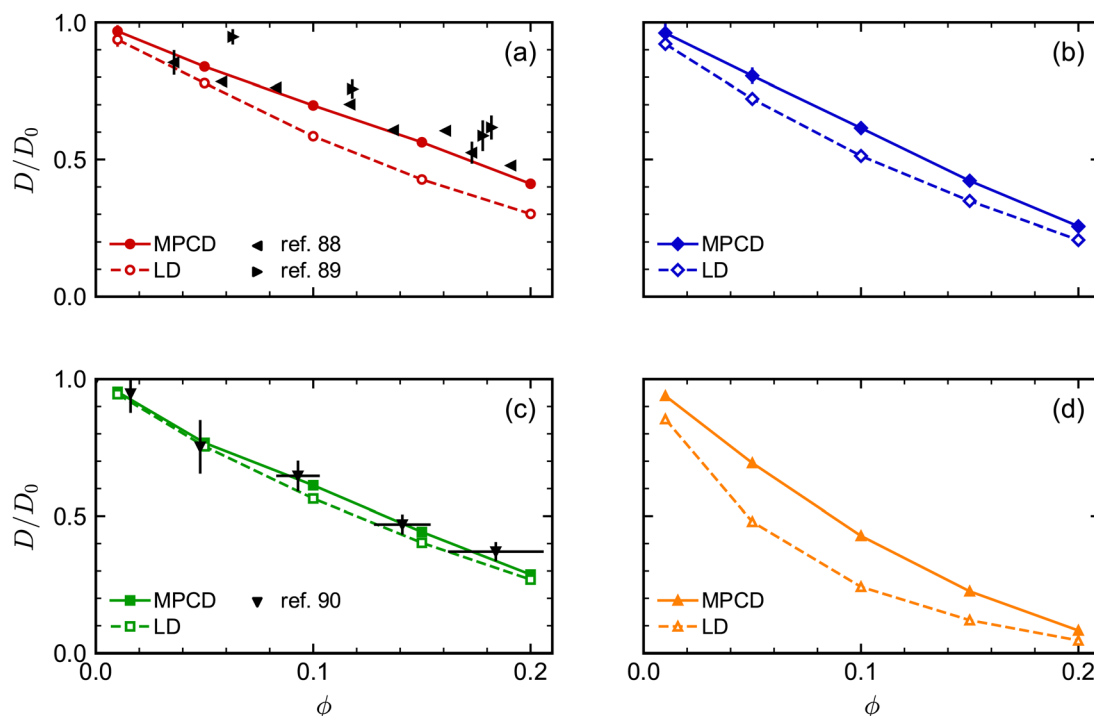 1.0
(a)
(b)
D/D0
0.5
MPCD ref. 88
MPCD
LD ref. 89
LD
0.0
1.0
(c)
(d)
D/D0
0.5
MPCD ref. 90
MPCD
LD
LD
0.0
0.0 0.1 0.2 0.0 0.1 0.2
ϕ ϕ